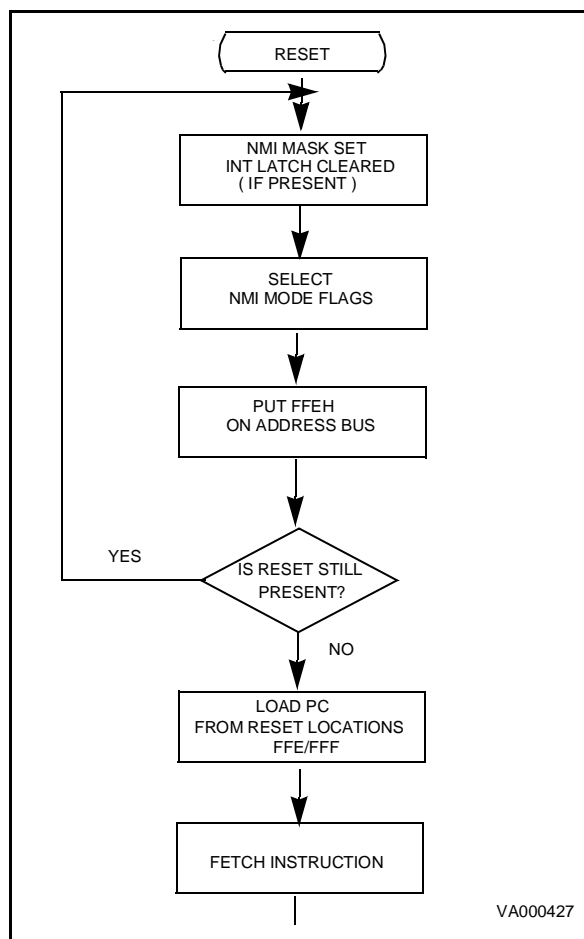 RESET
NMI MASK SET
INT LATCH CLEARED
( IF PRESENT )
SELECT
NMI MODE FLAGS
PUT FFEH
ON ADDRESS BUS
YES
IS RESET STILL
PRESENT?
NO
LOAD PC
FROM RESET LOCATIONS
FFE/FFF
FETCH INSTRUCTION
VA000427